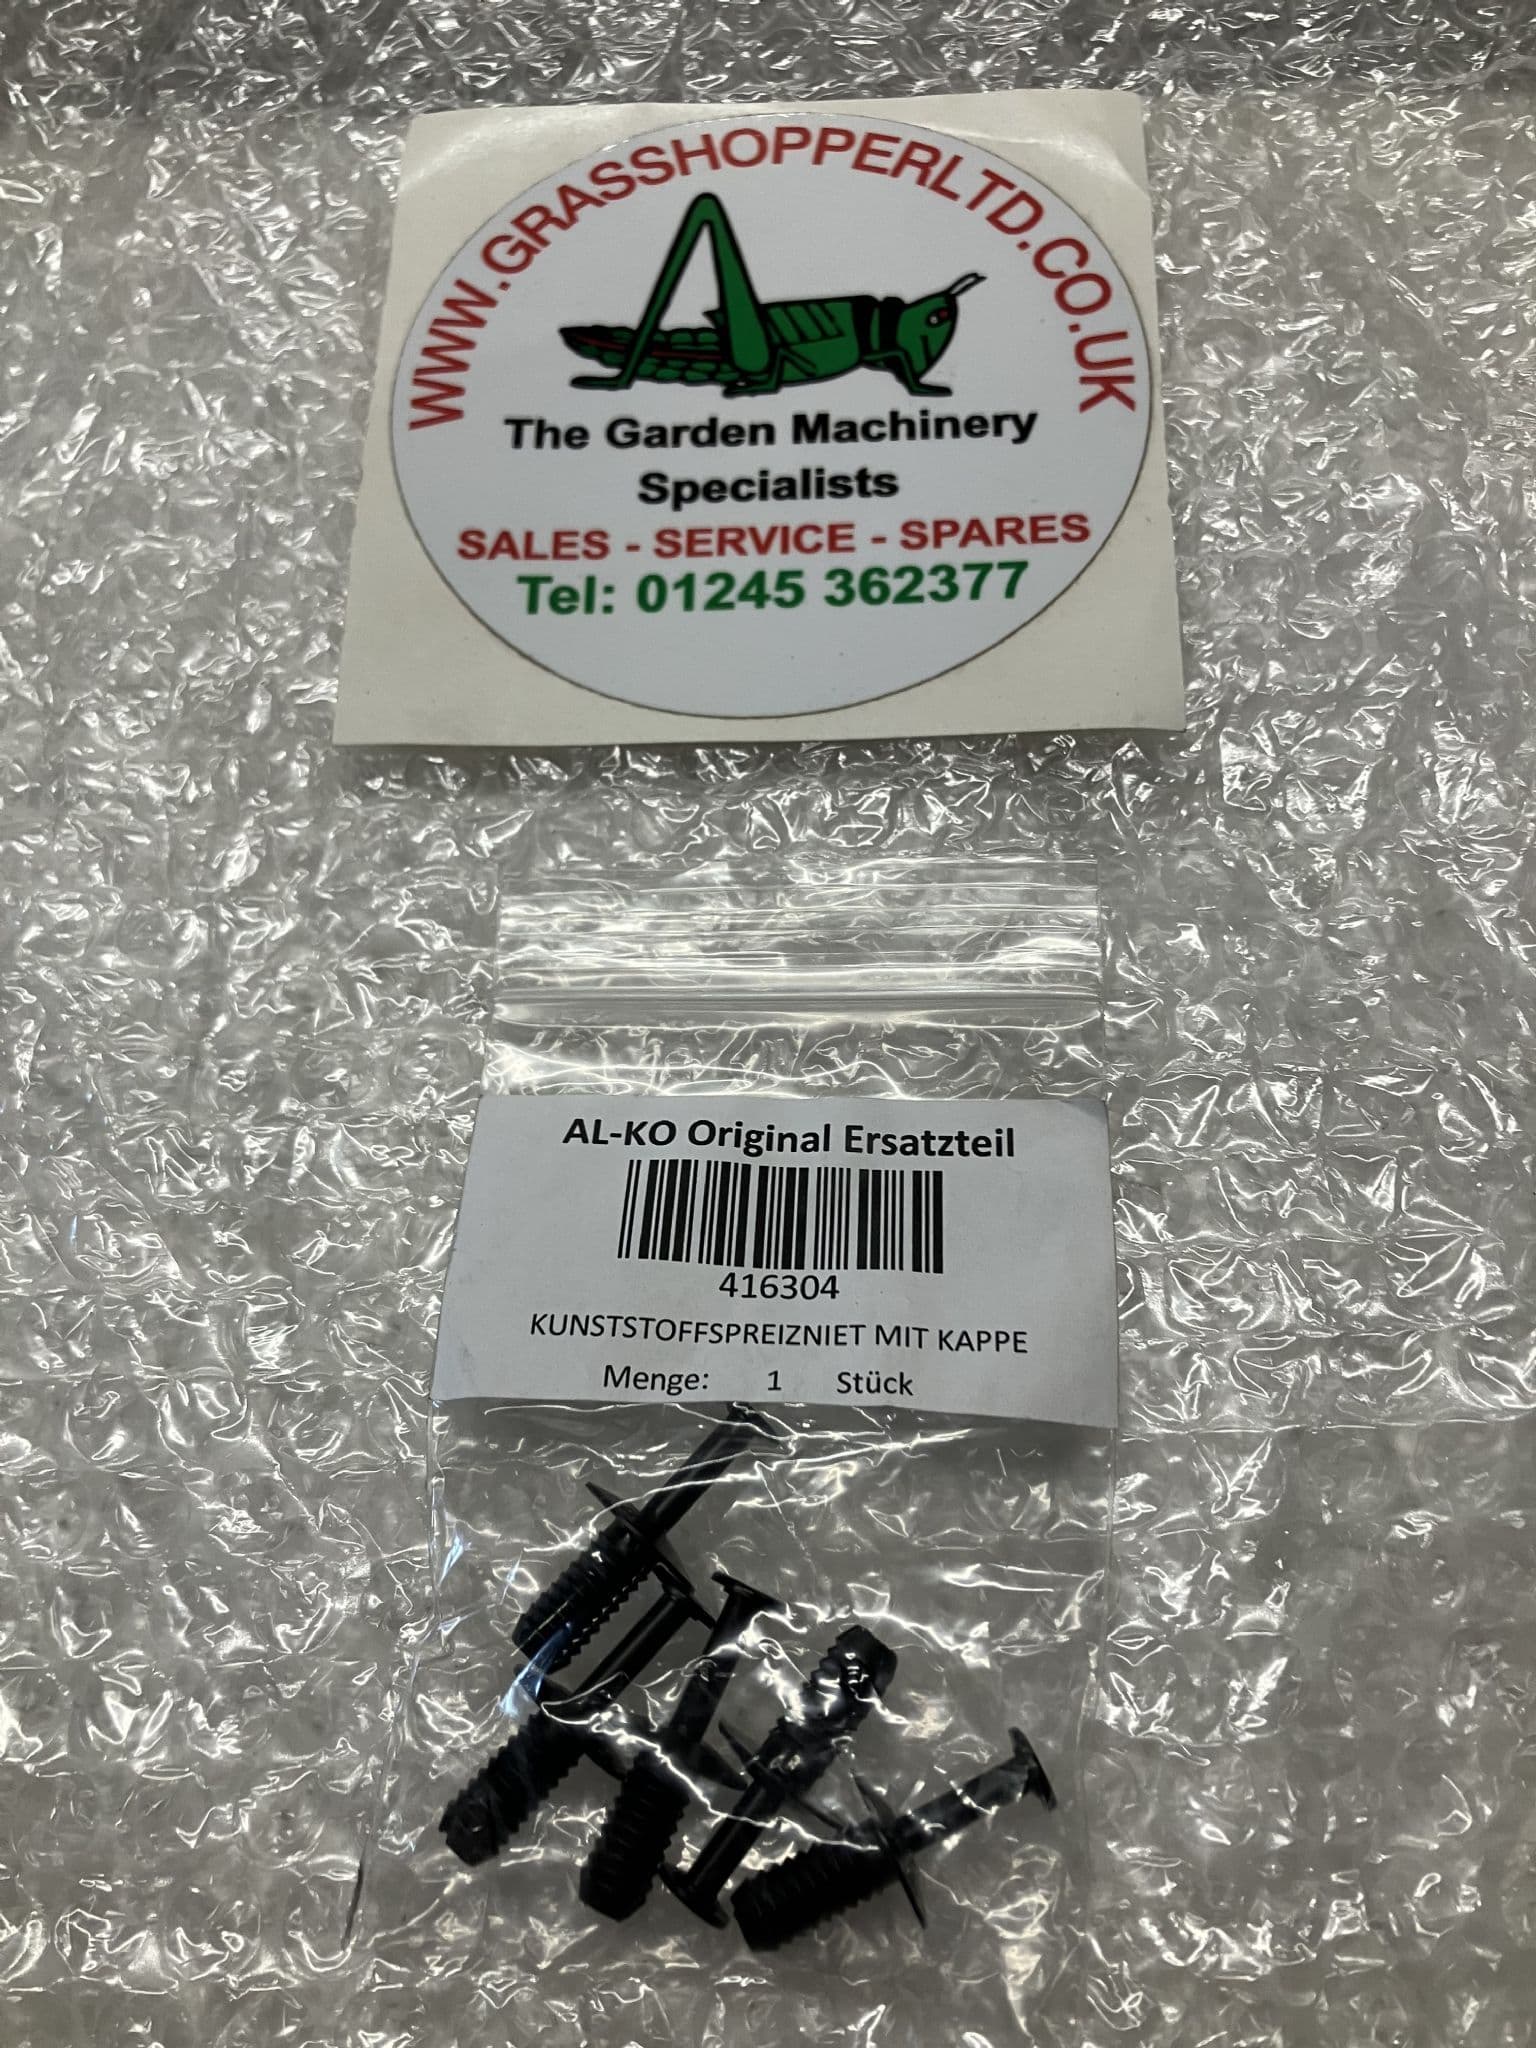 WWW.GRASSHOPPERLTD.CO.UK
The Garden Machinery
Specialists
SALES - SERVICE - SPARES
Tel: 01245 362377
AL-KO Original Ersatzteil
416304
KUNSTSTOFFSPREIZNIET MIT KAPPE
Menge: 1 Stück